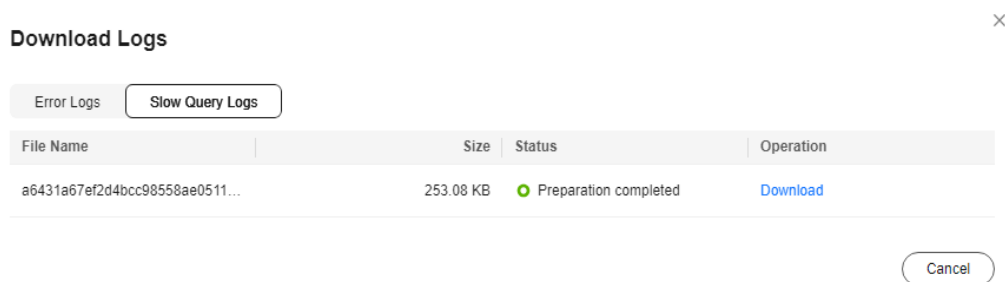 Download Logs
Error Logs Slow Query Logs
File Name Size Status Operation
a6431a67ef2d4bcc98558ae0511... 253.08 KB Preparation completed Download
Cancel